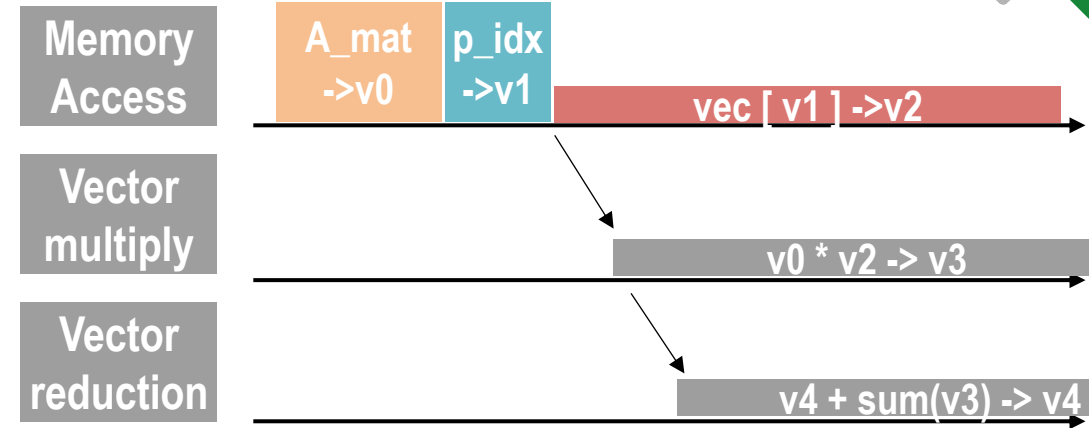 Memory
Access
A_mat
->v0
p_idx
->v1
vec [ v1 ] ->v2
Vector
multiply
v0 * v2 -> v3
Vector
reduction
v4 + sum(v3) -> v4